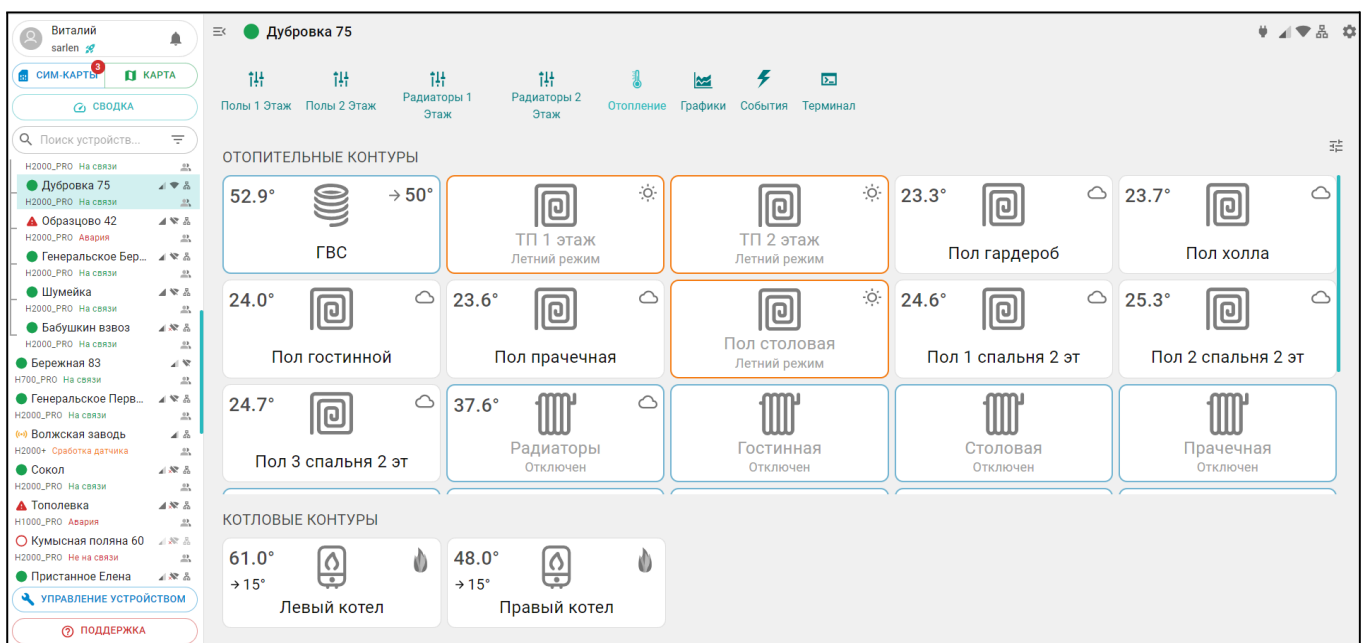 Виталий
sarlen
СИМ-КАРТЫ
3
КАРТА
СВОДКА
Поиск устройств...
H2000_PRO На связи
Дубровка 75
H2000_PRO На связи
Образцово 42
H2000_PRO Авария
Генеральское Бер...
H2000_PRO На связи
Шумейка
H2000_PRO На связи
Бабушкин взвоз
H2000_PRO На связи
Бережная 83
H700_PRO На связи
Генеральское Перв...
H2000_PRO На связи
Волжская заводь
H2000+ Сработка датчика
Сокол
H2000_PRO На связи
Тополевка
H1000_PRO Авария
Кумысная поляна 60
H2000_PRO Не на связи
Пристанное Елена
УПРАВЛЕНИЕ УСТРОЙСТВОМ
ПОДДЕРЖКА
Дубровка 75
Полы 1 Этаж
Полы 2 Этаж
Радиаторы 1
Этаж
Радиаторы 2
Этаж
Отопление
Графики
События
Терминал
ОТОПИТЕЛЬНЫЕ КОНТУРЫ
52.9° → 50°
ГВС
ТП 1 этаж
Летний режим
ТП 2 этаж
Летний режим
23.3°
Пол гардероб
23.7°
Пол холла
24.0°
Пол гостинной
23.6°
Пол прачечная
Пол столовая
Летний режим
24.6°
Пол 1 спальня 2 эт
25.3°
Пол 2 спальня 2 эт
24.7°
Пол 3 спальня 2 эт
37.6°
Радиаторы
Отключен
Гостинная
Отключен
Столовая
Отключен
Прачечная
Отключен
КОТЛОВЫЕ КОНТУРЫ
61.0°
→ 15°
Левый котел
48.0°
→ 15°
Правый котел